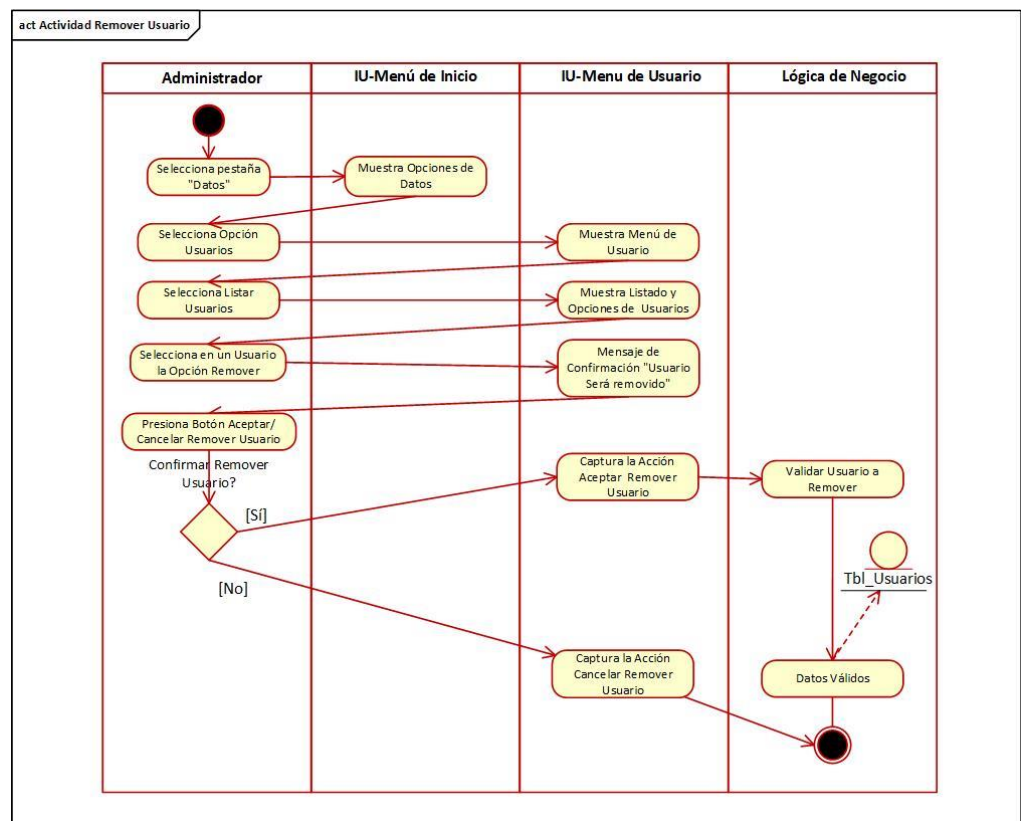 act Actividad Remover Usuario
Administrador
IU-Menú de Inicio
IU-Menu de Usuario
Lógica de Negocio
Selecciona pestaña
"Datos"
Muestra Opciones de
Datos
Selecciona Opción
Usuarios
Muestra Menú de
Usuario
Selecciona Listar
Usuarios
Muestra Listado y
Opciones de Usuarios
Selecciona en un Usuario
la Opción Remover
Mensaje de
Confirmación "Usuario
Será removido"
Presiona Botón Aceptar/
Cancelar Remover Usuario
Confirmar Remover
Usuario?
[Sí]
Captura la Acción
Aceptar Remover
Usuario
Validar Usuario a
Remover
Tbl_Usuarios
[No]
Captura la Acción
Cancelar Remover
Usuario
Datos Válidos